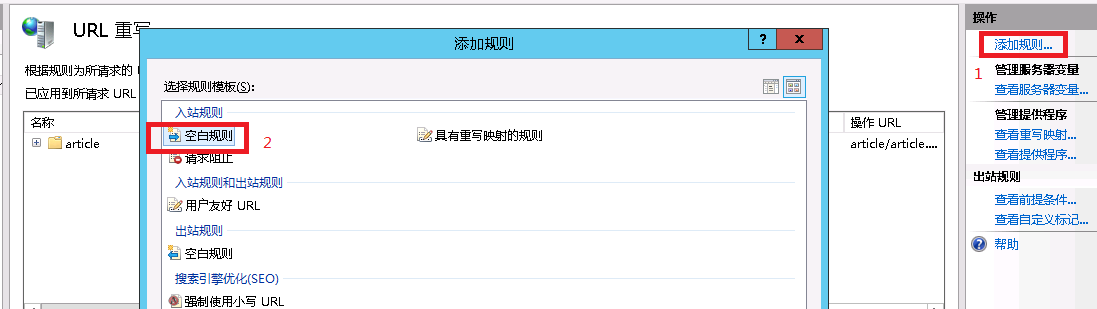 URL 重写
根据规则为所请求的 U
已应用到所请求 URL
名称
article
添加规则
?
x
选择规则模板(S):
入站规则
空白规则
2
具有重写映射的规则
请求阻止
入站规则和出站规则
用户友好 URL
出站规则
空白规则
搜索引擎优化(SEO)
强制使用小写 URL
操作 URL
article/article....
操作
添加规则...
1
管理服务器变量
查看服务器变量...
管理提供程序
查看重写映射...
查看提供程序...
出站规则
查看前提条件...
查看自定义标记...
帮助